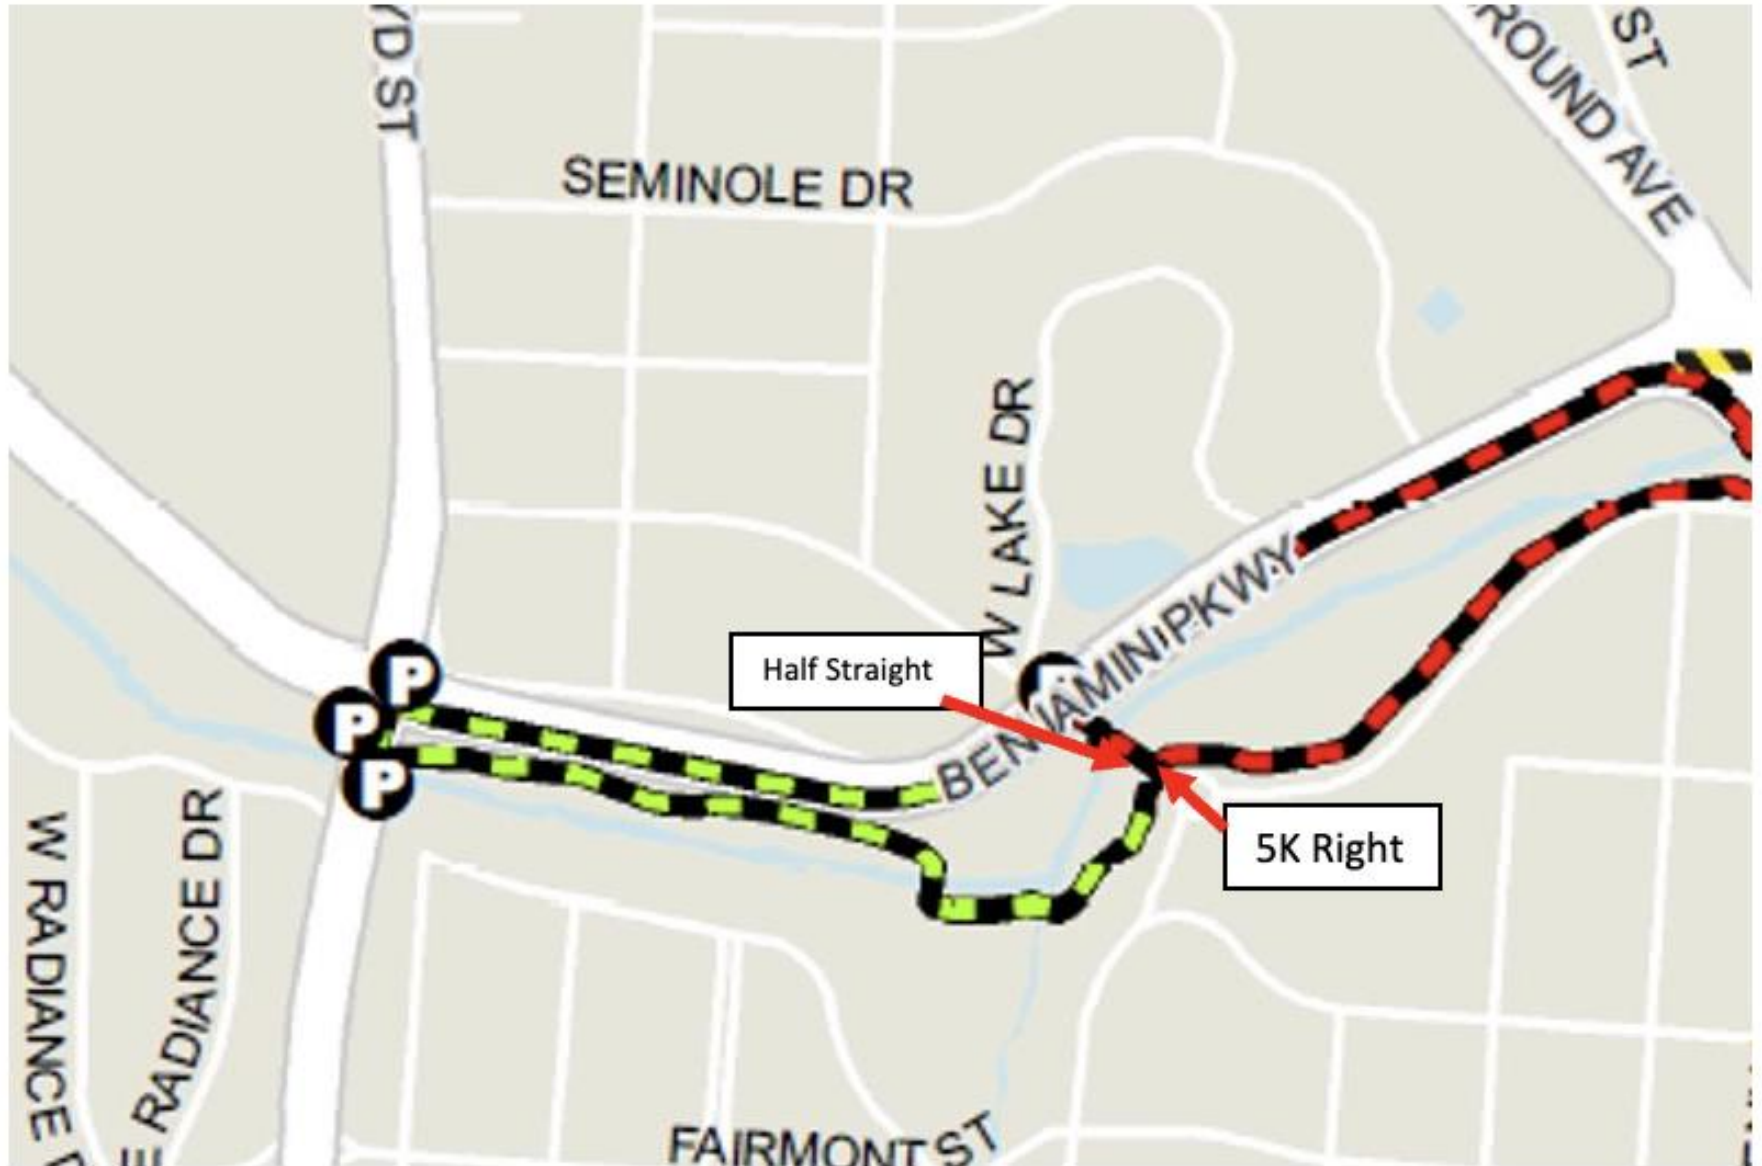 YD ST
SEMINOLE DR
ROUND AVE
ST
W LAKE DR
BENJAMIN PKWY
Half Straight
5K Right
P
P
P
W RADIANCE D
E RADIANCE DR
FAIRMONT ST